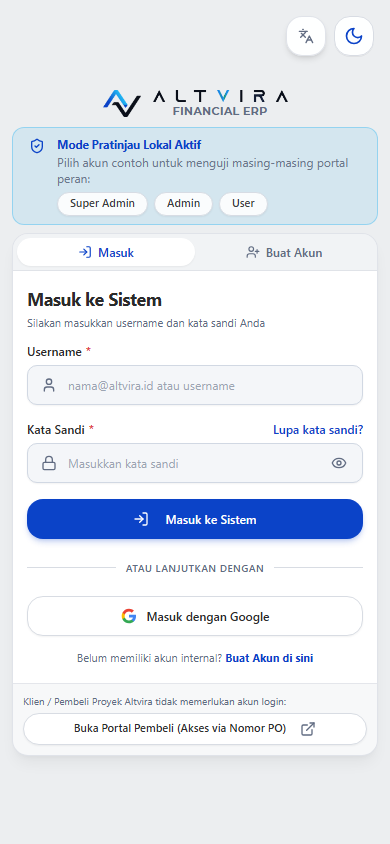 ALTVIRA
FINANCIAL ERP
Mode Pratinjau Lokal Aktif
Pilih akun contoh untuk menguji masing-masing portal
peran:
Super Admin
Admin
User
Masuk
Buat Akun
Masuk ke Sistem
Silakan masukkan username dan kata sandi Anda
Username *
nama@altvira.id atau username
Kata Sandi *
Lupa kata sandi?
Masukkan kata sandi
Masuk ke Sistem
ATAU LANJUTKAN DENGAN
Masuk dengan Google
Belum memiliki akun internal? Buat Akun di sini
Klien / Pembeli Proyek Altvira tidak memerlukan akun login:
Buka Portal Pembeli (Akses via Nomor PO)